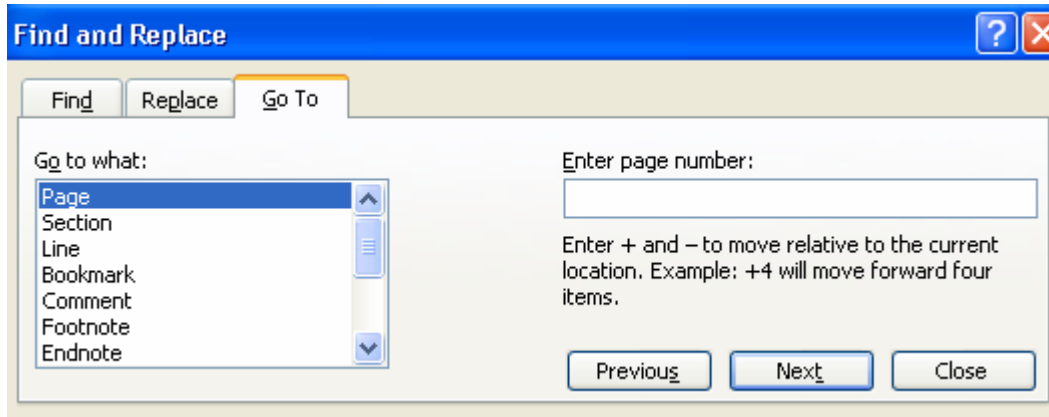 Find and Replace
Find
Replace
Go To
Go to what:
Page
Section
Line
Bookmark
Comment
Footnote
Endnote
Enter page number:
Enter + and – to move relative to the current
location. Example: +4 will move forward four
items.
Previous
Next
Close